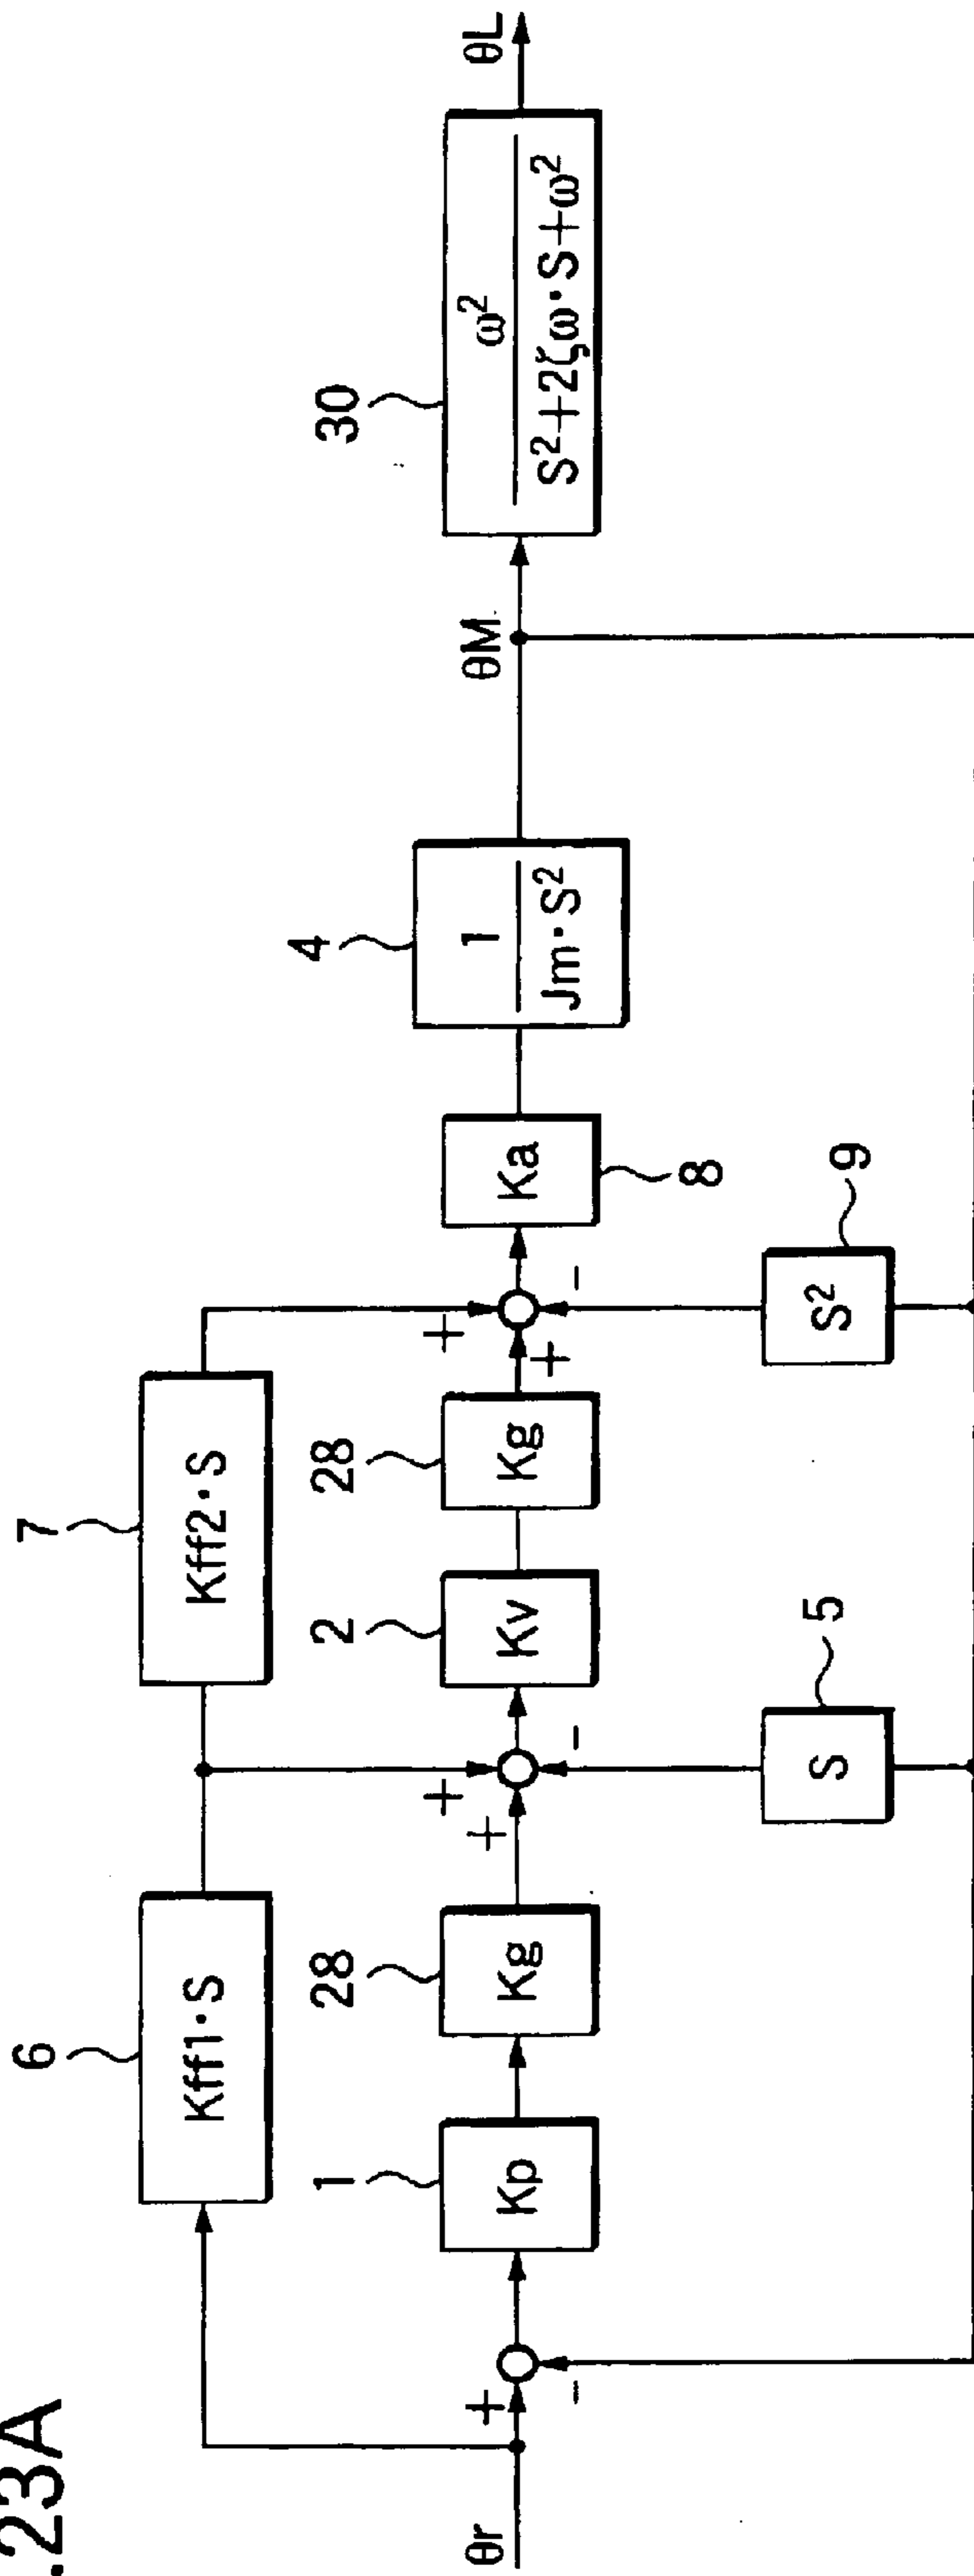 .23A
6
Kff1·S
7
Kff2·S
θr
+
-
1
Kp
28
Kg
+
+
-
2
Kv
28
Kg
+
+
-
Ka
8
4
1
Jm·S²
θM
30
ω²
S²+2ζω·S+ω²
θL
5
S
9
S²